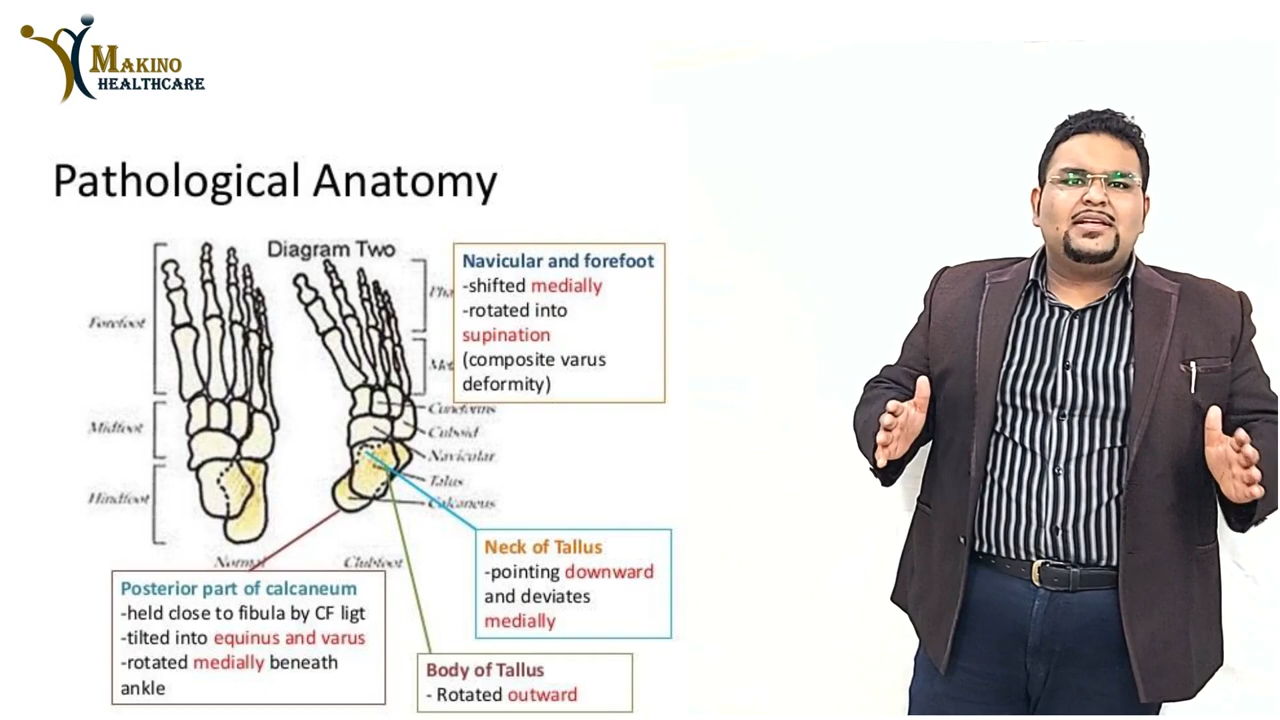 MAKINO
HEALTHCARE
Pathological Anatomy
Diagram Two
Forefoot
Midfoot
Hindfoot
Normal
Clubfoot
Cuneforms
Cuboid
Navicular
Talus
Calcaneus
Navicular and forefoot
-shifted medially
-rotated into
supination
(composite varus
deformity)
Neck of Tallus
-pointing downward
and deviates
medially
Posterior part of calcaneum
-held close to fibula by CF ligt
-tilted into equinus and varus
-rotated medially beneath
ankle
Body of Tallus
- Rotated outward